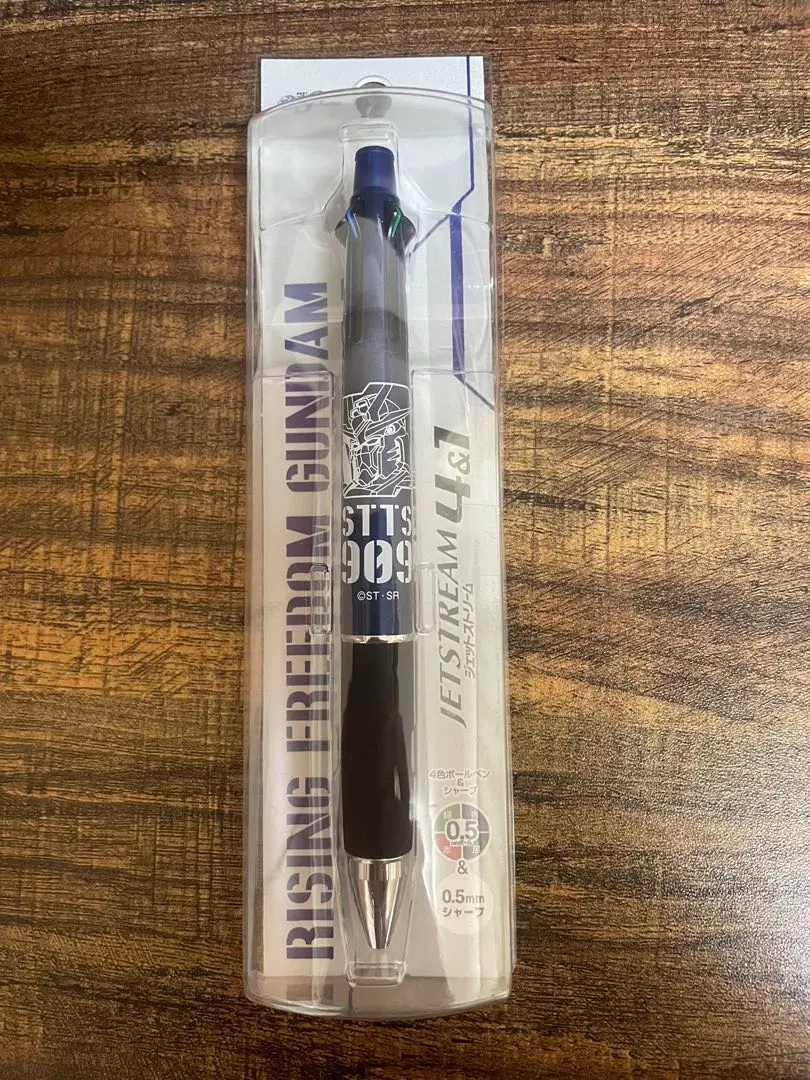 RISING FREEDOM GUNDAM
STTS
909
©ST・SR
JETSTREAM 4&1
ジェットストリーム
4色ボールペン
&
シャープ
0.5
&
0.5mm
シャープ